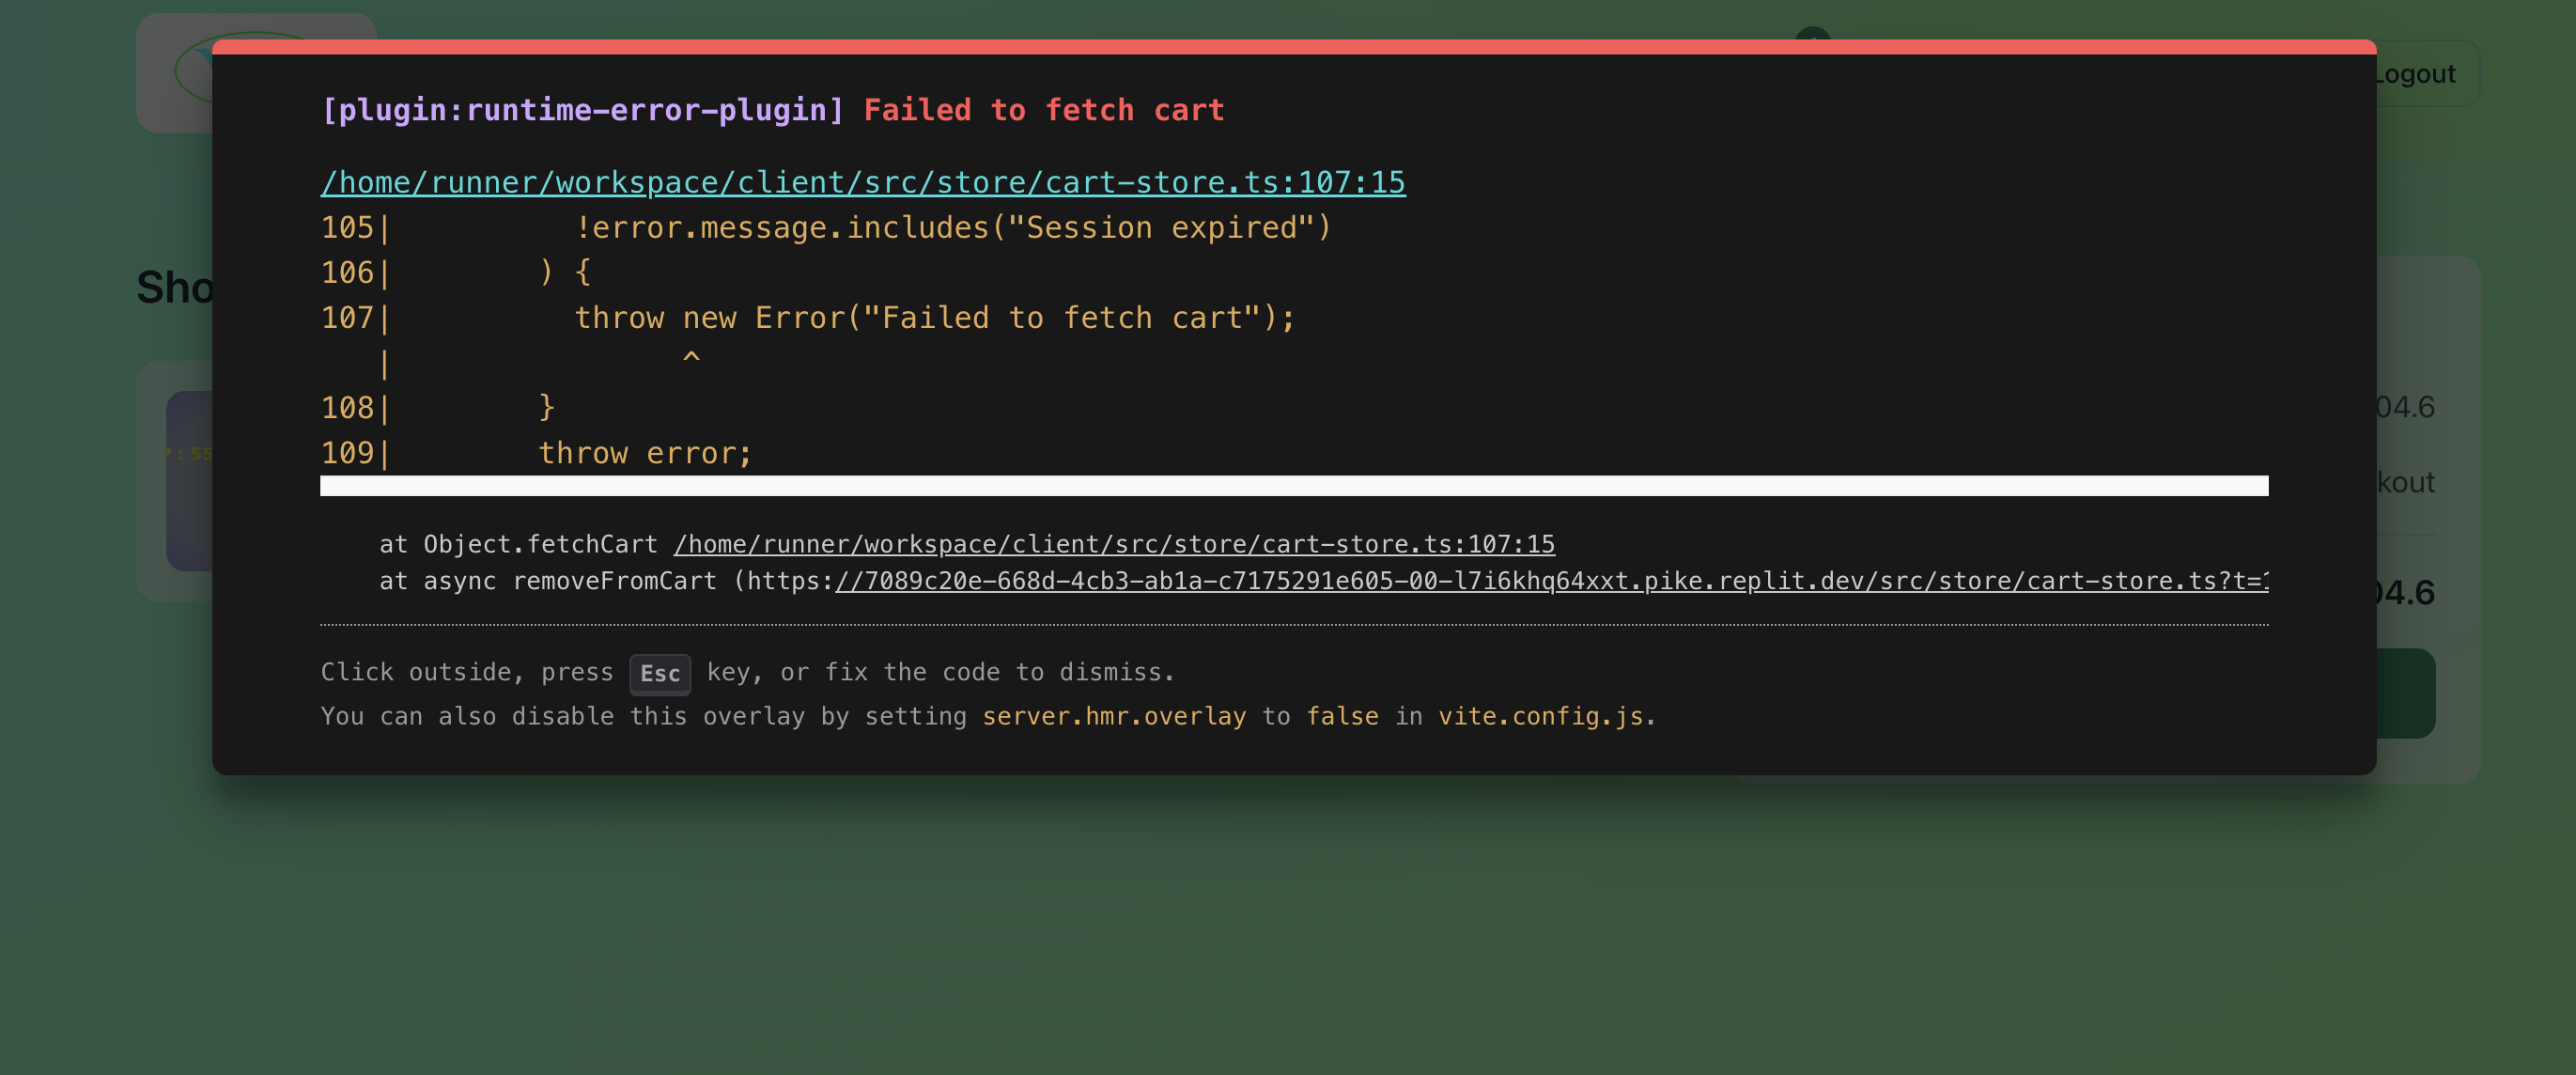 Logout
[plugin:runtime-error-plugin] Failed to fetch cart
/home/runner/workspace/client/src/store/cart-store.ts:107:15
105|          !error.message.includes("Session expired")
106|        ) {
107|          throw new Error("Failed to fetch cart");
   |                ^
108|        }
109|        throw error;
Sho
04.6
kout
04.6
at Object.fetchCart /home/runner/workspace/client/src/store/cart-store.ts:107:15
at async removeFromCart (https://7089c20e-668d-4cb3-ab1a-c7175291e605-00-l7i6khq64xxt.pike.replit.dev/src/store/cart-store.ts?t=1
Click outside, press Esc key, or fix the code to dismiss.
You can also disable this overlay by setting server.hmr.overlay to false in vite.config.js.